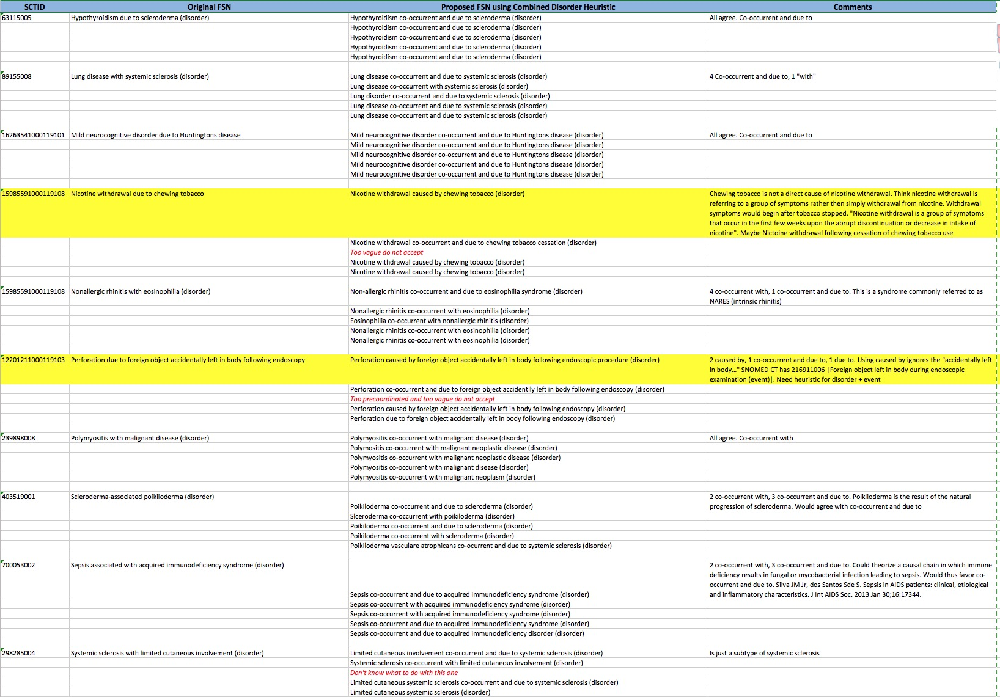 SCTID Original FSN Proposed FSN using Combined Disorder Heuristic Comments
63115005 Hypothyroidism due to scleroderma (disorder) Hypothyroidism co-occurrent and due to scleroderma (disorder) All agree. Co-occurrent and due to
Hypothyroidism co-occurrent and due to scleroderma (disorder)
Hypothyroidism co-occurrent and due to scleroderma (disorder)
Hypothyroidism co-occurrent and due to scleroderma (disorder)
Hypothyroidism co-occurrent and due to scleroderma (disorder)
89155008 Lung disease with systemic sclerosis (disorder) Lung disease co-occurrent and due to systemic sclerosis (disorder) 4 Co-occurrent and due to, 1 "with"
Lung disease co-occurrent with systemic sclerosis (disorder)
Lung disorder co-occurrent and due to systemic sclerosis (disorder)
Lung disease co-occurrent and due to systemic sclerosis (disorder)
Lung disease co-occurrent and due to systemic sclerosis (disorder)
16263541000119101 Mild neurocognitive disorder due to Huntingtons disease Mild neurocognitive disorder co-occurrent and due to Huntingtons disease (disorder) All agree. Co-occurrent and due to
Mild neurocognitive disorder co-occurrent and due to Huntingtons disease (disorder)
Mild neurocognitive disorder co-occurrent and due to Huntingtons disease (disorder)
Mild neurocognitive disorder co-occurrent and due to Huntingtons disease (disorder)
Mild neurocognitive disorder co-occurrent and due to Huntingtons disease (disorder)
15985591000119108 Nicotine withdrawal due to chewing tobacco Nicotine withdrawal caused by chewing tobacco (disorder) Chewing tobacco is not a direct cause of nicotine withdrawal. Think nicotine withdrawal is
referring to a group of symptoms rather then simply withdrawal from nicotine. Withdrawal
symptoms would begin after tobacco stopped. "Nicotine withdrawal is a group of symptoms
that occur in the first few weeks upon the abrupt discontinuation or decrease in intake of
nicotine". Maybe Nictoine withdrawal following cessation of chewing tobacco use
Nicotine withdrawal co-occurrent and due to chewing tobacco cessation (disorder)
Too vague do not accept
Nicotine withdrawal caused by chewing tobacco (disorder)
Nicotine withdrawal caused by chewing tobacco (disorder)
15985591000119108 Nonallergic rhinitis with eosinophilia (disorder) Non-allergic rhinitis co-occurrent and due to eosinophilia syndrome (disorder) 4 co-occurrent with, 1 co-occurrent and due to. This is a syndrome commonly referred to as
NARES (intrinsic rhinitis)
Nonallergic rhinitis co-occurrent with eosinophilia (disorder)
Eosinophilia co-occurrent with nonallergic rhinitis (disorder)
Nonallergic rhinitis co-occurrent with eosinophilia (disorder)
Nonallergic rhinitis co-occurrent with eosinophilia (disorder)
12201211000119103 Perforation due to foreign object accidentally left in body following endoscopy Perforation caused by foreign object accidentally left in body following endoscopic procedure (disorder) 2 caused by, 1 co-occurrent and due to, 1 due to. Using caused by ignores the "accidentally left
in body..." SNOMED CT has 216911006 |Foreign object left in body during endoscopic
examination (event)|. Need heuristic for disorder + event
Perforation co-occurrent and due to foreign object accidentlly left in body following endoscopy (disorder)
Too precoordinated and too vague do not accept
Perforation caused by foreign object accidentally left in body following endoscopy (disorder)
Perforation due to foreign object accidentally left in body following endoscopy (disorder)
239898008 Polymyositis with malignant disease (disorder) Polymyositis co-occurrent with malignant disease (disorder) All agree. Co-occurrent with
Polymositis co-occurrent with malignant neoplastic disease (disorder)
Polymyositis co-occurrent with malignant neoplastic disease (disorder)
Polymyositis co-occurrent with malignant disease (disorder)
Polymyositis co-occurrent with malignant neoplasm (disorder)
403519001 Scleroderma-associated poikiloderma (disorder) 2 co-occurrent with, 3 co-occurrent and due to. Poikiloderma is the result of the natural
Poikiloderma co-occurrent and due to scleroderma (disorder) progression of scleroderma. Would agree with co-occurrent and due to
Slceroderma co-occurrent with poikiloderma (disorder)
Poikiloderma co-occurrent and due to scleroderma (disorder)
Poikiloderma co-occurrent with scleroderma (disorder)
Poikiloderma vasculare atrophicans co-ocurrent and due to systemic sclerosis (disorder)
700053002 Sepsis associated with acquired immunodeficiency syndrome (disorder) 2 co-occurrent with, 3 co-occurrent and due to. Could theorize a causal chain in which immune
deficiency results in fungal or mycobacterial infection leading to sepsis. Would thus favor co-
occurrent and due to. Silva JM Jr, dos Santos Sde S. Sepsis in AIDS patients: clinical, etiological
Sepsis co-occurrent and due to acquired immunodeficiency syndrome (disorder) and inflammatory characteristics. J Int AIDS Soc. 2013 Jan 30;16:17344.
Sepsis co-occurrent with acquired immunodeficiency syndrome (disorder)
Sepsis co-occurrent with acquired immunodeficiency syndrome (disorder)
Sepsis co-occurrent and due to acquired immunodeficiency syndrome (disorder)
Sepsis co-occurrent and due to acquired immunodeficiency disorder (disorder)
298285004 Systemic sclerosis with limited cutaneous involvement (disorder) Limited cutaneous involvement co-occurrent and due to systemic sclerosis (disorder) Is just a subtype of systemic sclerosis
Systemic sclerosis co-occurrent with limited cutaneous involvement (disorder)
Don't know what to do with this one
Limited cutaneous systemic sclerosis co-occurrent and due to systemic sclerosis (disorder)
Limited cutaneous systemic sclerosis (disorder)